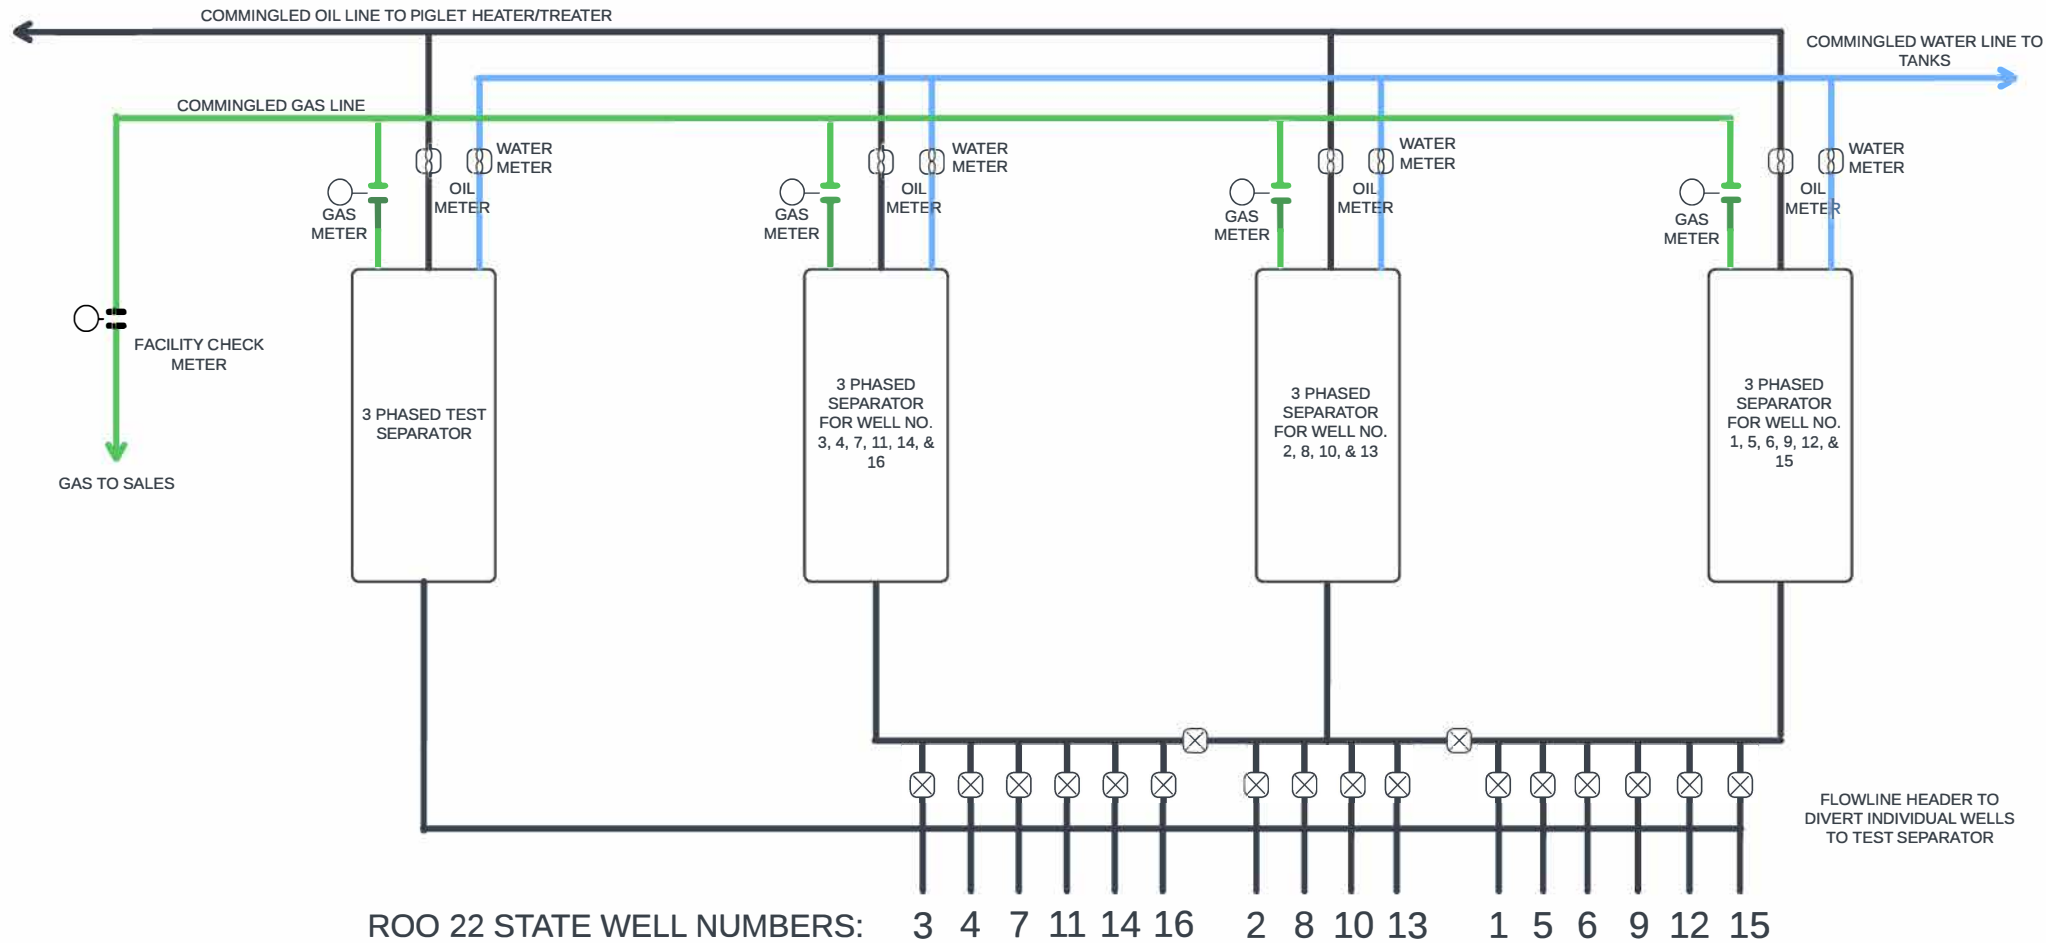 COMMINGLED OIL LINE TO PIGLET HEATER/TREATER
COMMINGLED WATER LINE TO
TANKS
COMMINGLED GAS LINE
WATER
METER
OIL
METER
GAS
METER
WATER
METER
OIL
METER
GAS
METER
WATER
METER
OIL
METER
GAS
METER
WATER
METER
OIL
METER
GAS
METER
FACILITY CHECK
METER
GAS TO SALES
3 PHASED TEST
SEPARATOR
3 PHASED
SEPARATOR
FOR WELL NO.
3, 4, 7, 11, 14, &
16
3 PHASED
SEPARATOR
FOR WELL NO.
2, 8, 10, & 13
3 PHASED
SEPARATOR
FOR WELL NO.
1, 5, 6, 9, 12, &
15
FLOWLINE HEADER TO
DIVERT INDIVIDUAL WELLS
TO TEST SEPARATOR
ROO 22 STATE WELL NUMBERS: 3 4 7 11 14 16 2 8 10 13 1 5 6 9 12 15